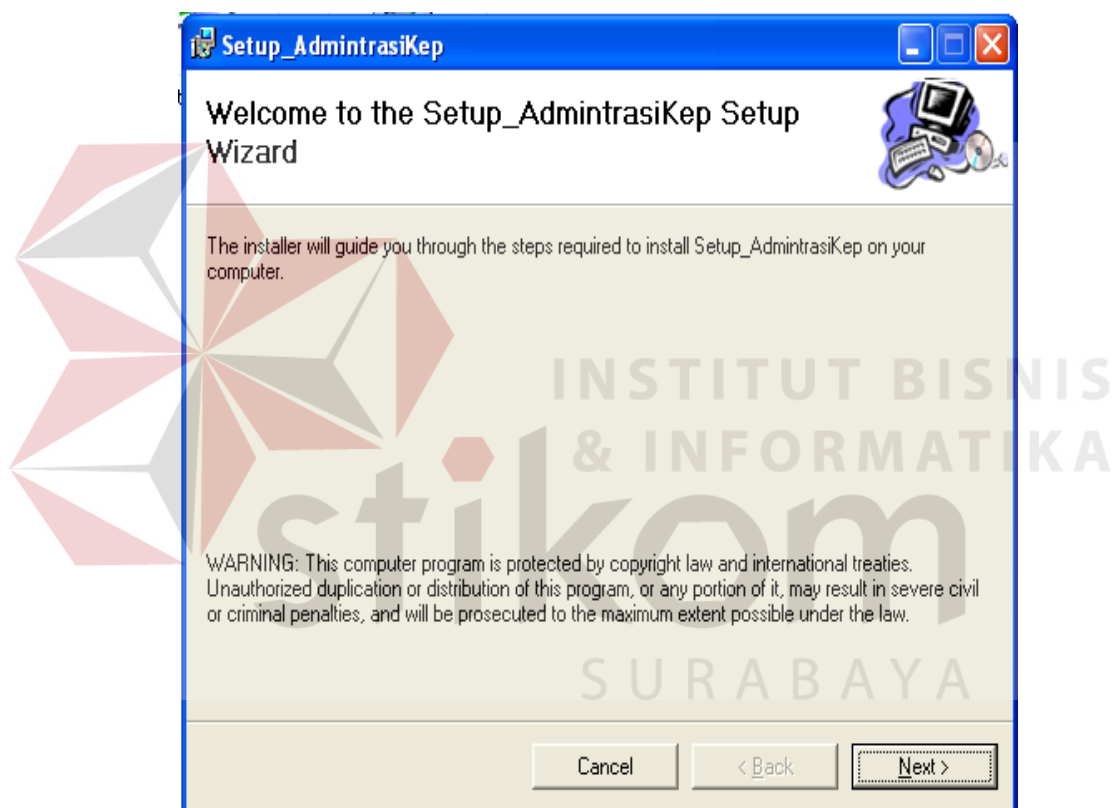 Setup_AdmintrasiKep
Welcome to the Setup_AdmintrasiKep Setup
Wizard
The installer will guide you through the steps required to install Setup_AdmintrasiKep on your
computer.
INSTITUT BISNIS
& INFORMATIKA
stikom
WARNING: This computer program is protected by copyright law and international treaties.
Unauthorized duplication or distribution of this program, or any portion of it, may result in severe civil
or criminal penalties, and will be prosecuted to the maximum extent possible under the law.
SURABAYA
Cancel
< Back
Next >